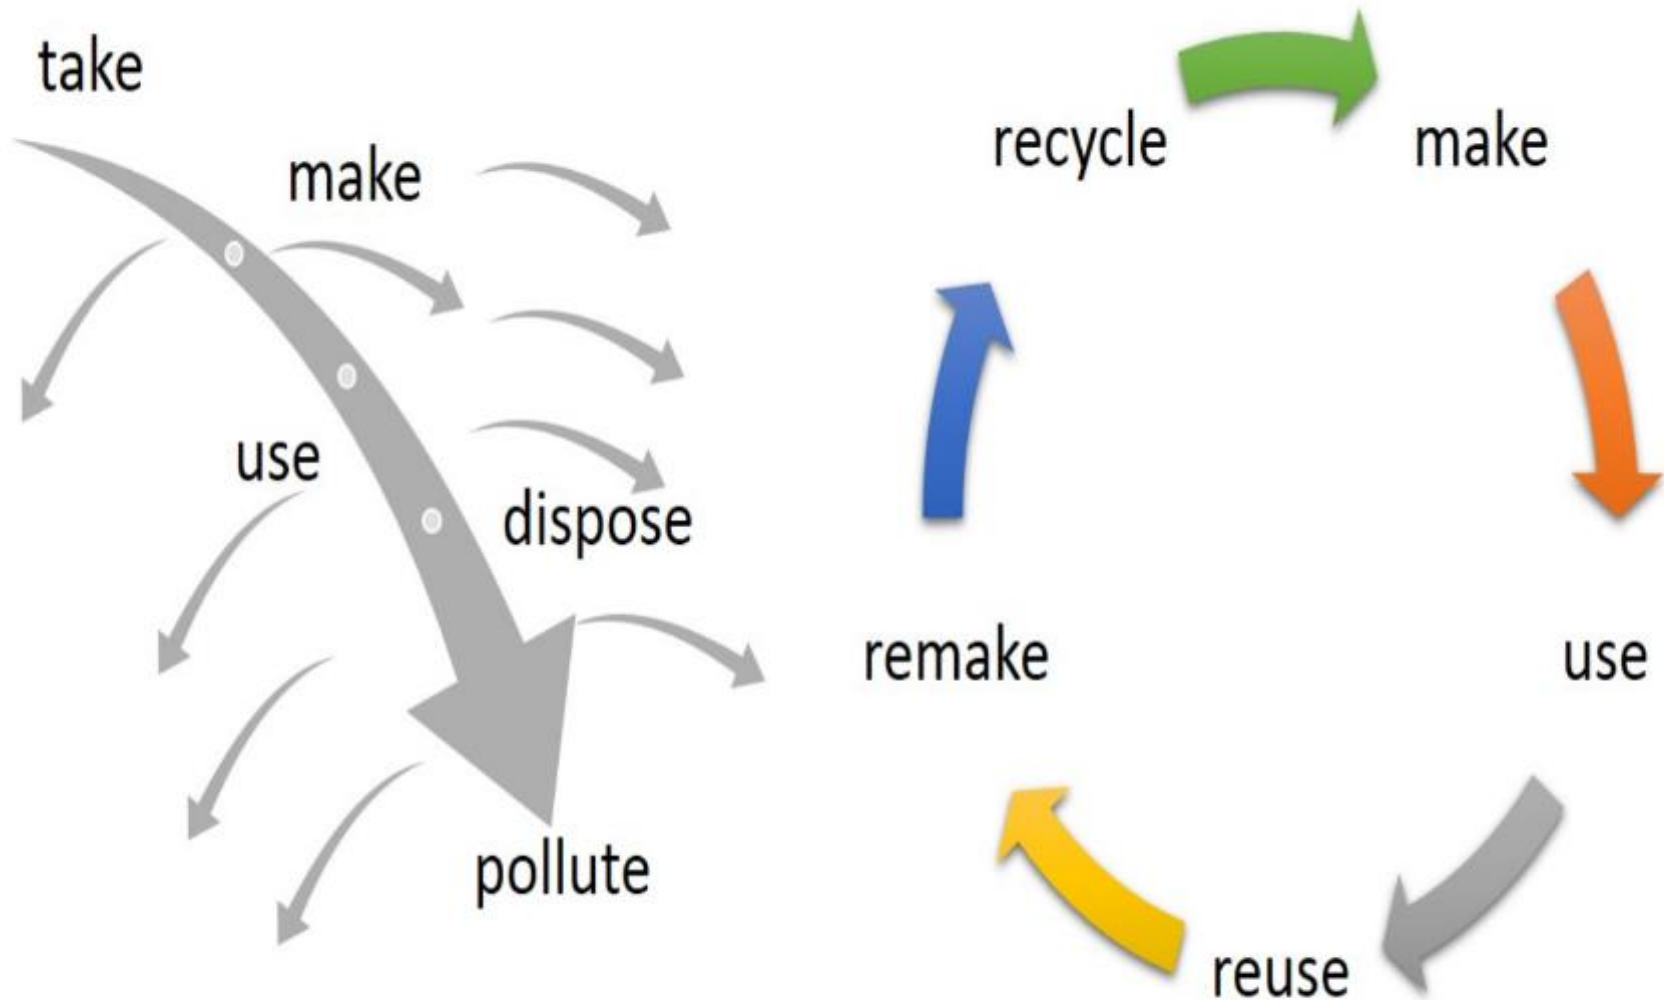 take
make
use
dispose
pollute
recycle
make
use
reuse
remake